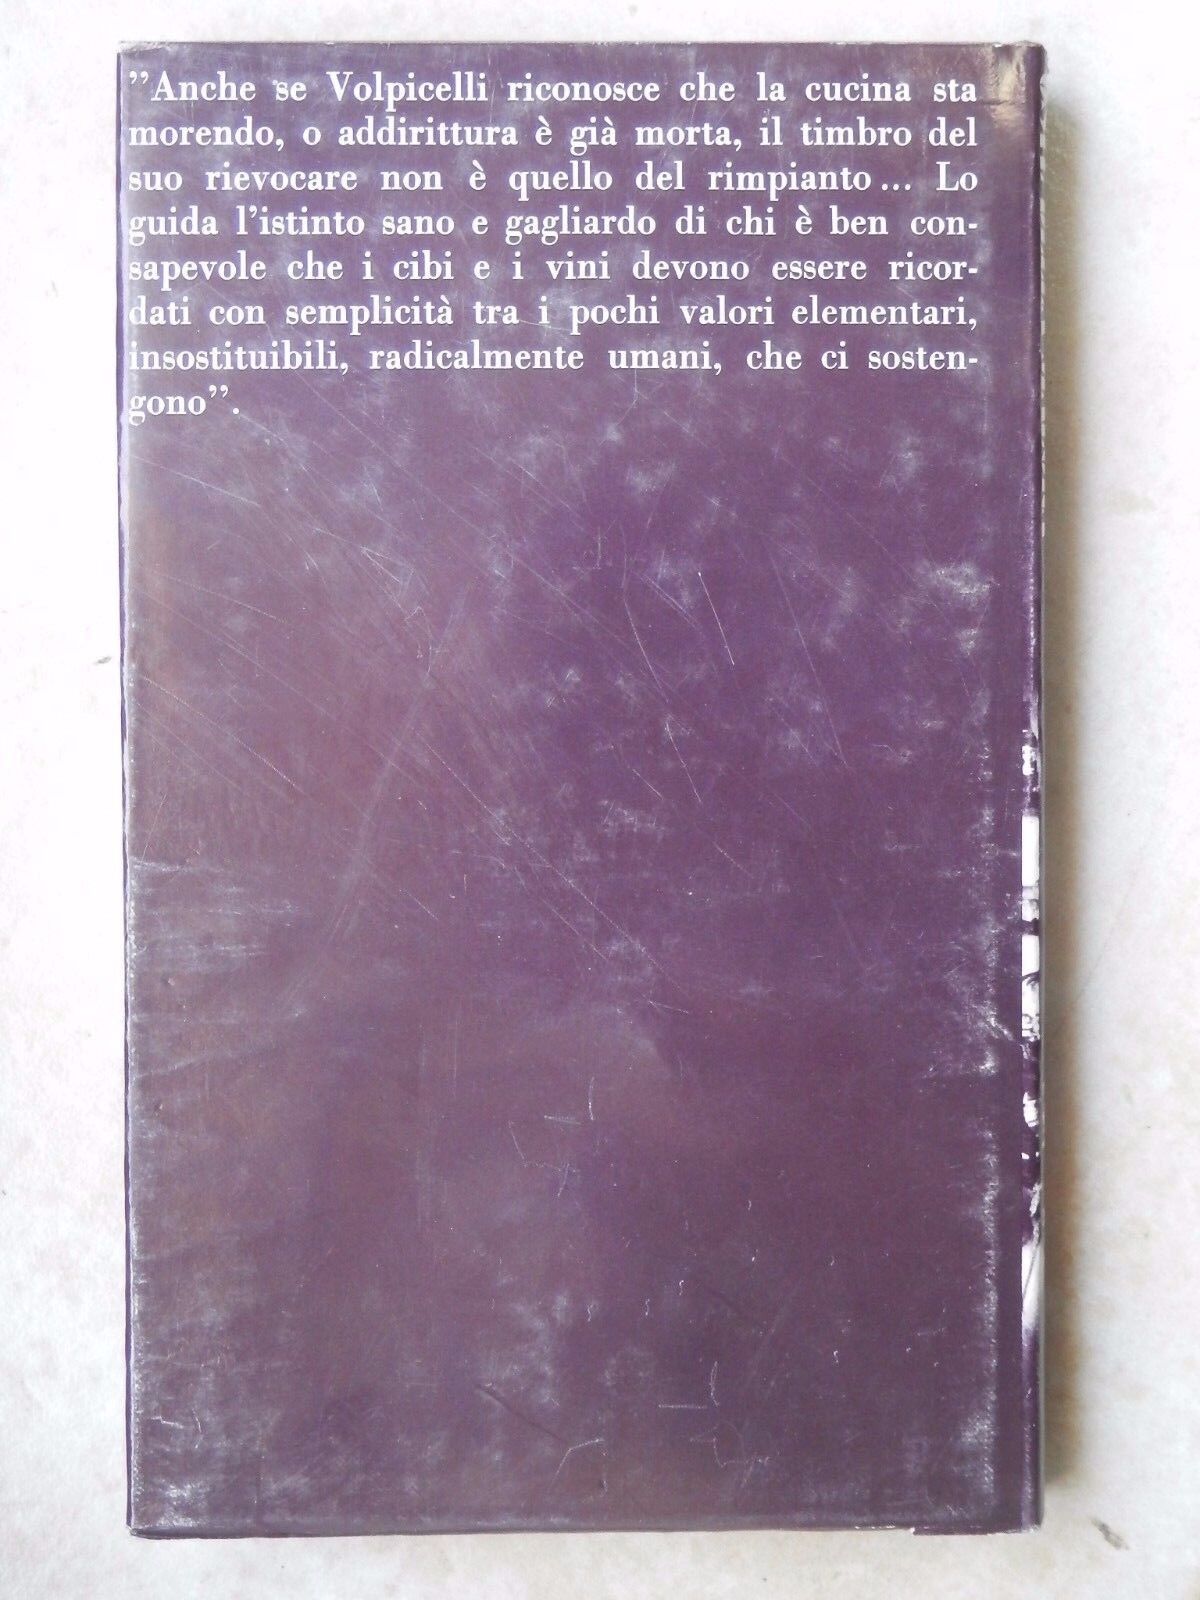 ”Anche se Volpicelli riconosce che la cucina sta
morendo, o addirittura è già morta, il timbro del
suo rievocare non è quello del rimpianto... Lo
guida l’istinto sano e gagliardo di chi è ben con-
sapevole che i cibi e i vini devono essere ricor-
dati con semplicità tra i pochi valori elementari,
insostituibili, radicalmente umani, che ci sosten-
gono”.